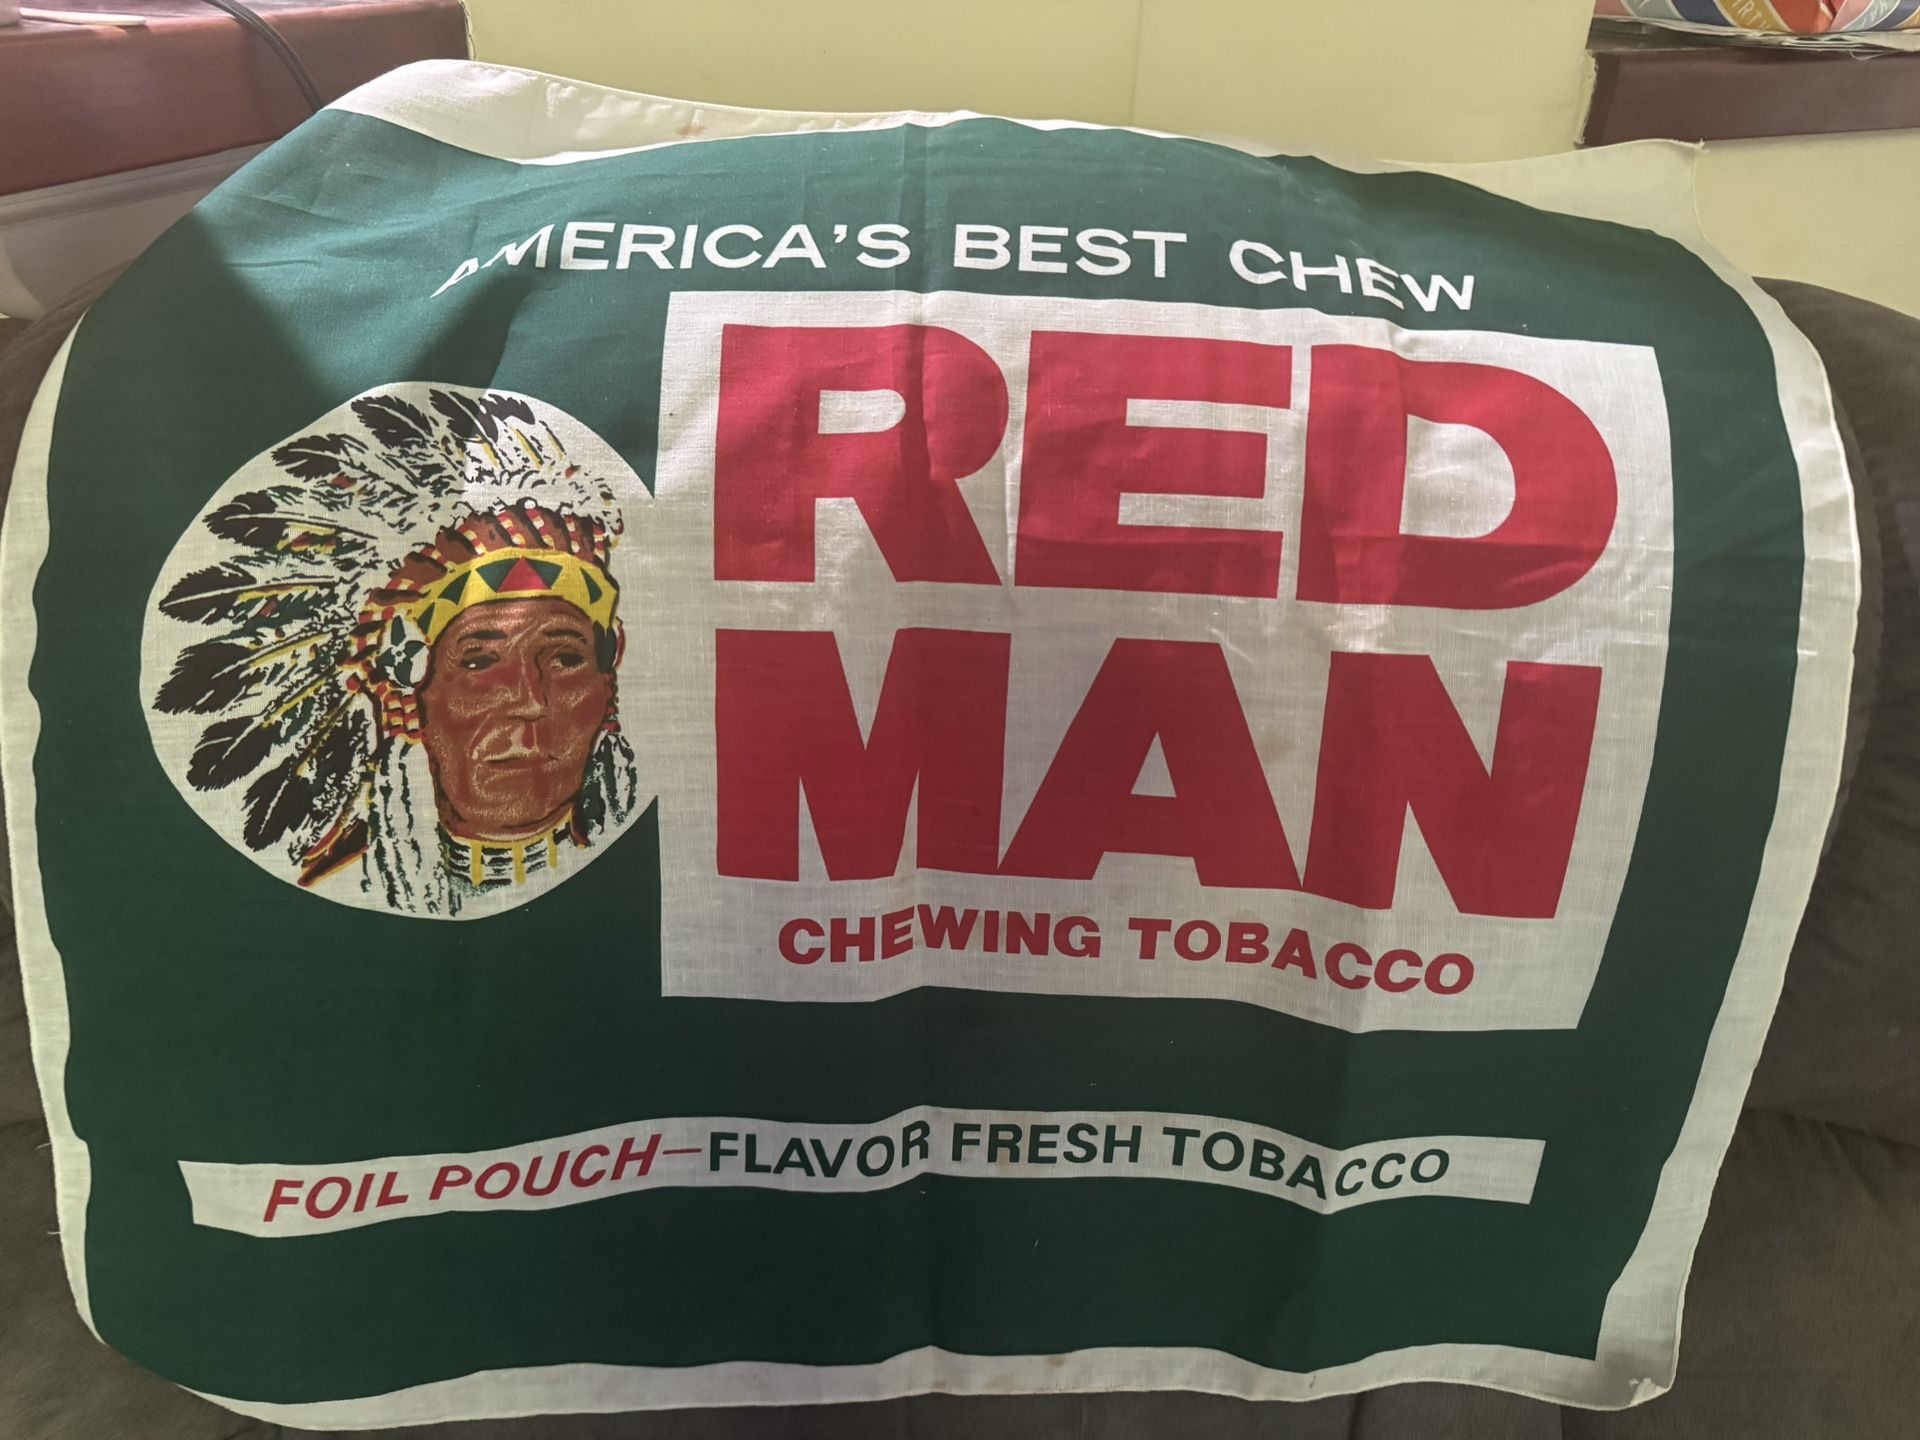 AMERICA'S BEST CHEW
RED
MAN
CHEWING TOBACCO
FOIL POUCH—FLAVOR FRESH TOBACCO